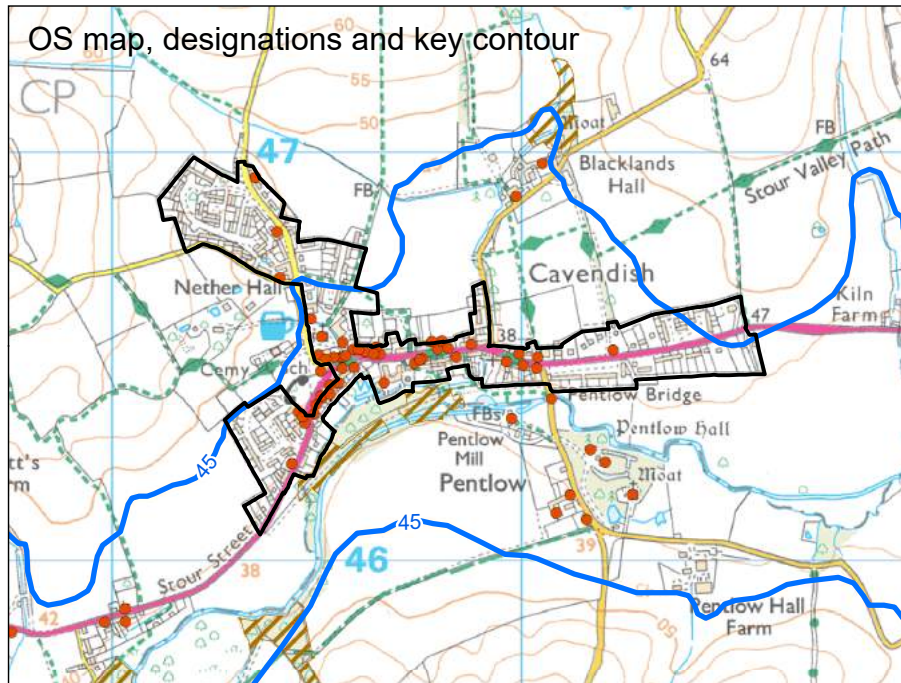 OS map, designations and key contour
60
60
55
50
64
CP
47
Moat
FB
FB
Blacklands
Hall
Stour Valley Path
Cavendish
Nether Hall
47
Kiln
Farm
38
Cemy
Pentlow Bridge
FBs
Pentlow Hall
Pentlow
Mill
Moat
Pentlow
45
45
Stour Street
46
39
38
42
50
Pentlow Hall
Farm